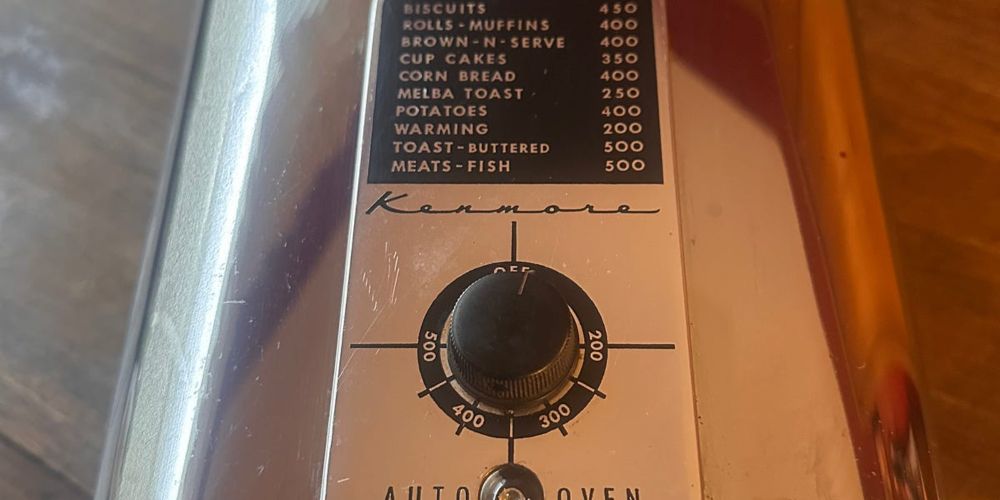 BISCUITS 450
ROLLS-MUFFINS 400
BROWN-N-SERVE 400
CUP CAKES 350
CORN BREAD 400
MELBA TOAST 250
POTATOES 400
WARMING 200
TOAST-BUTTERED 500
MEATS-FISH 500
Kenmore
OFF
500 200
400 300
AUTO OVEN